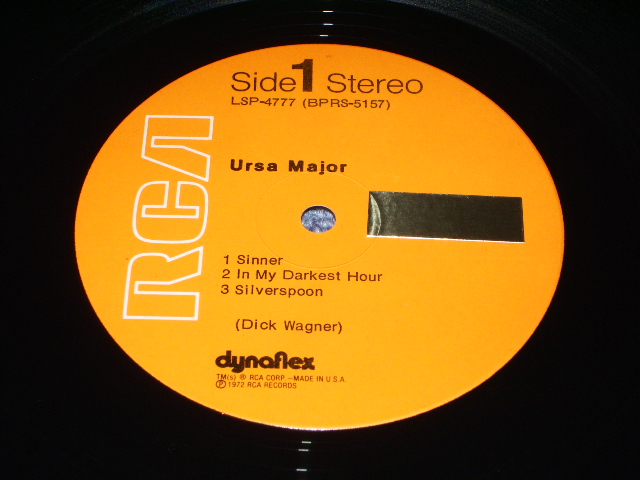 Side 1 Stereo
LSP-4777 (BPRS-5157)
RCA
Ursa Major
1 Sinner
2 In My Darkest Hour
3 Silverspoon
(Dick Wagner)
dynaflex
TM(s) ® RCA CORP.-MADE IN U.S.A.
℗ 1972 RCA RECORDS